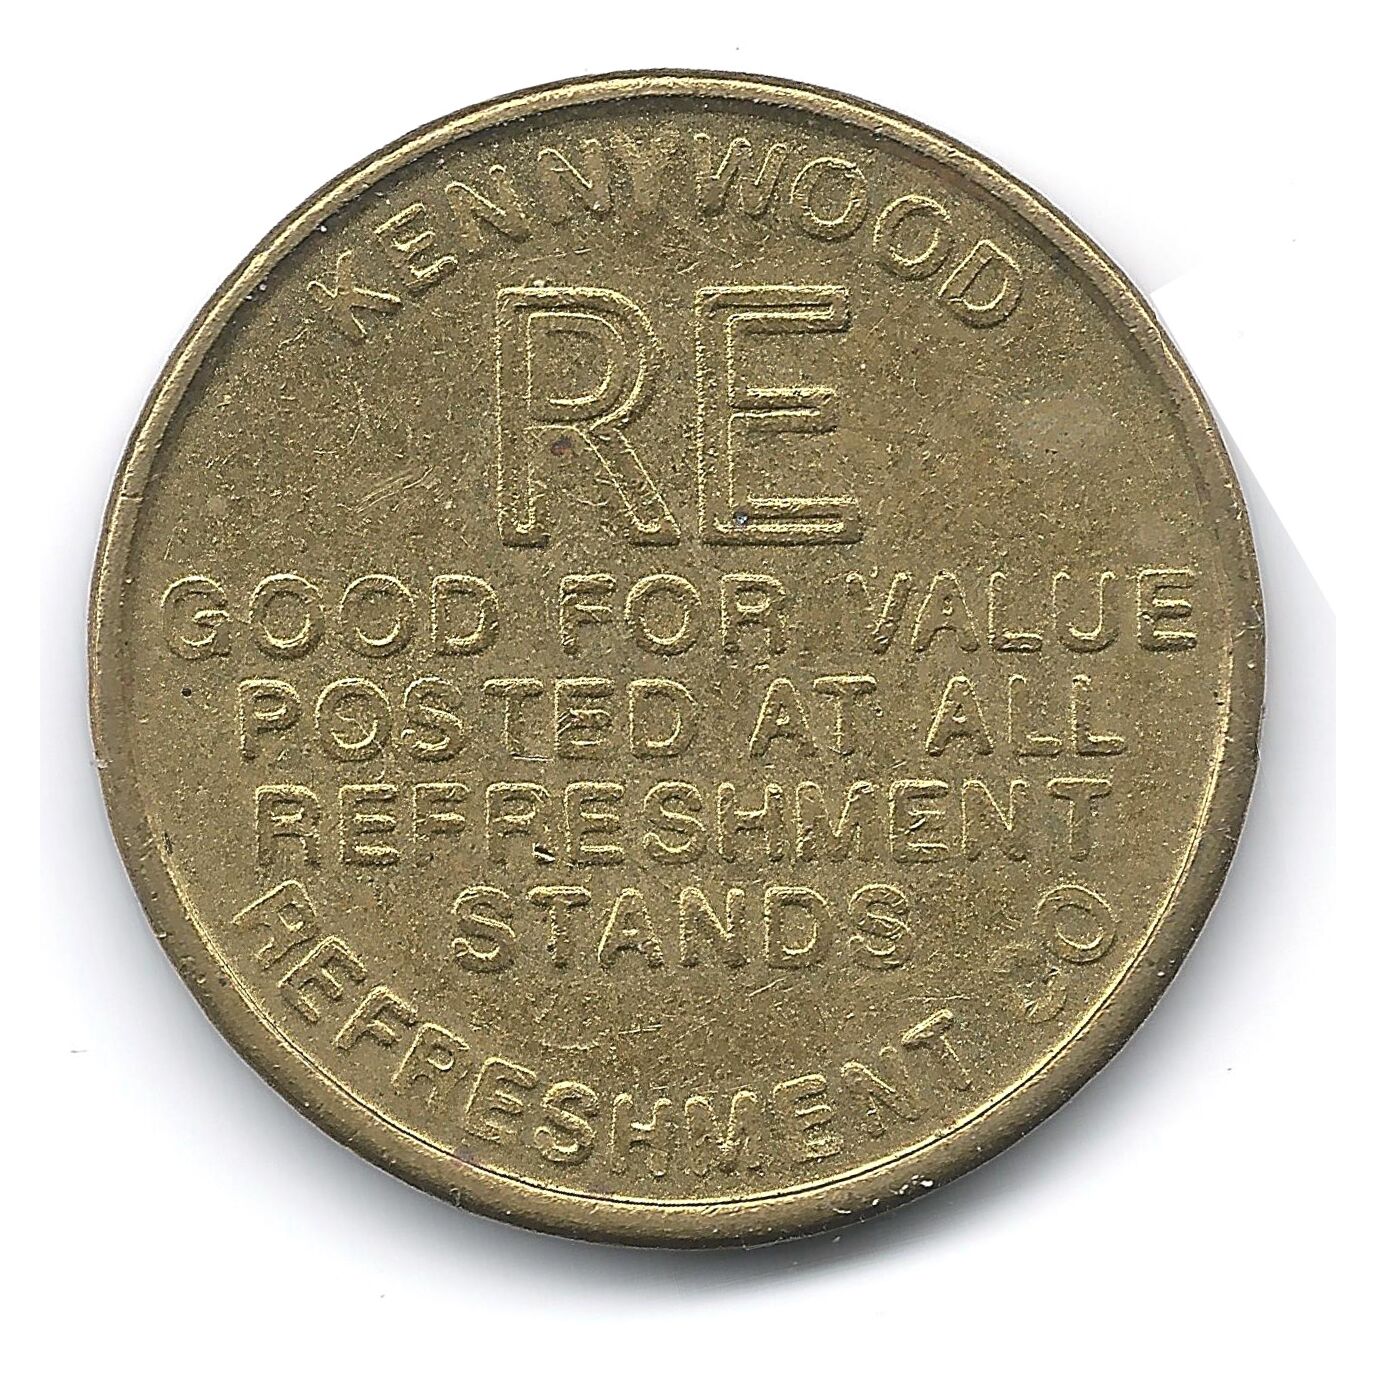 KENNYWOOD
RE
GOOD FOR VALUE
POSTED AT ALL
REFRESHMENT
STANDS
REFRESHMENT CO.